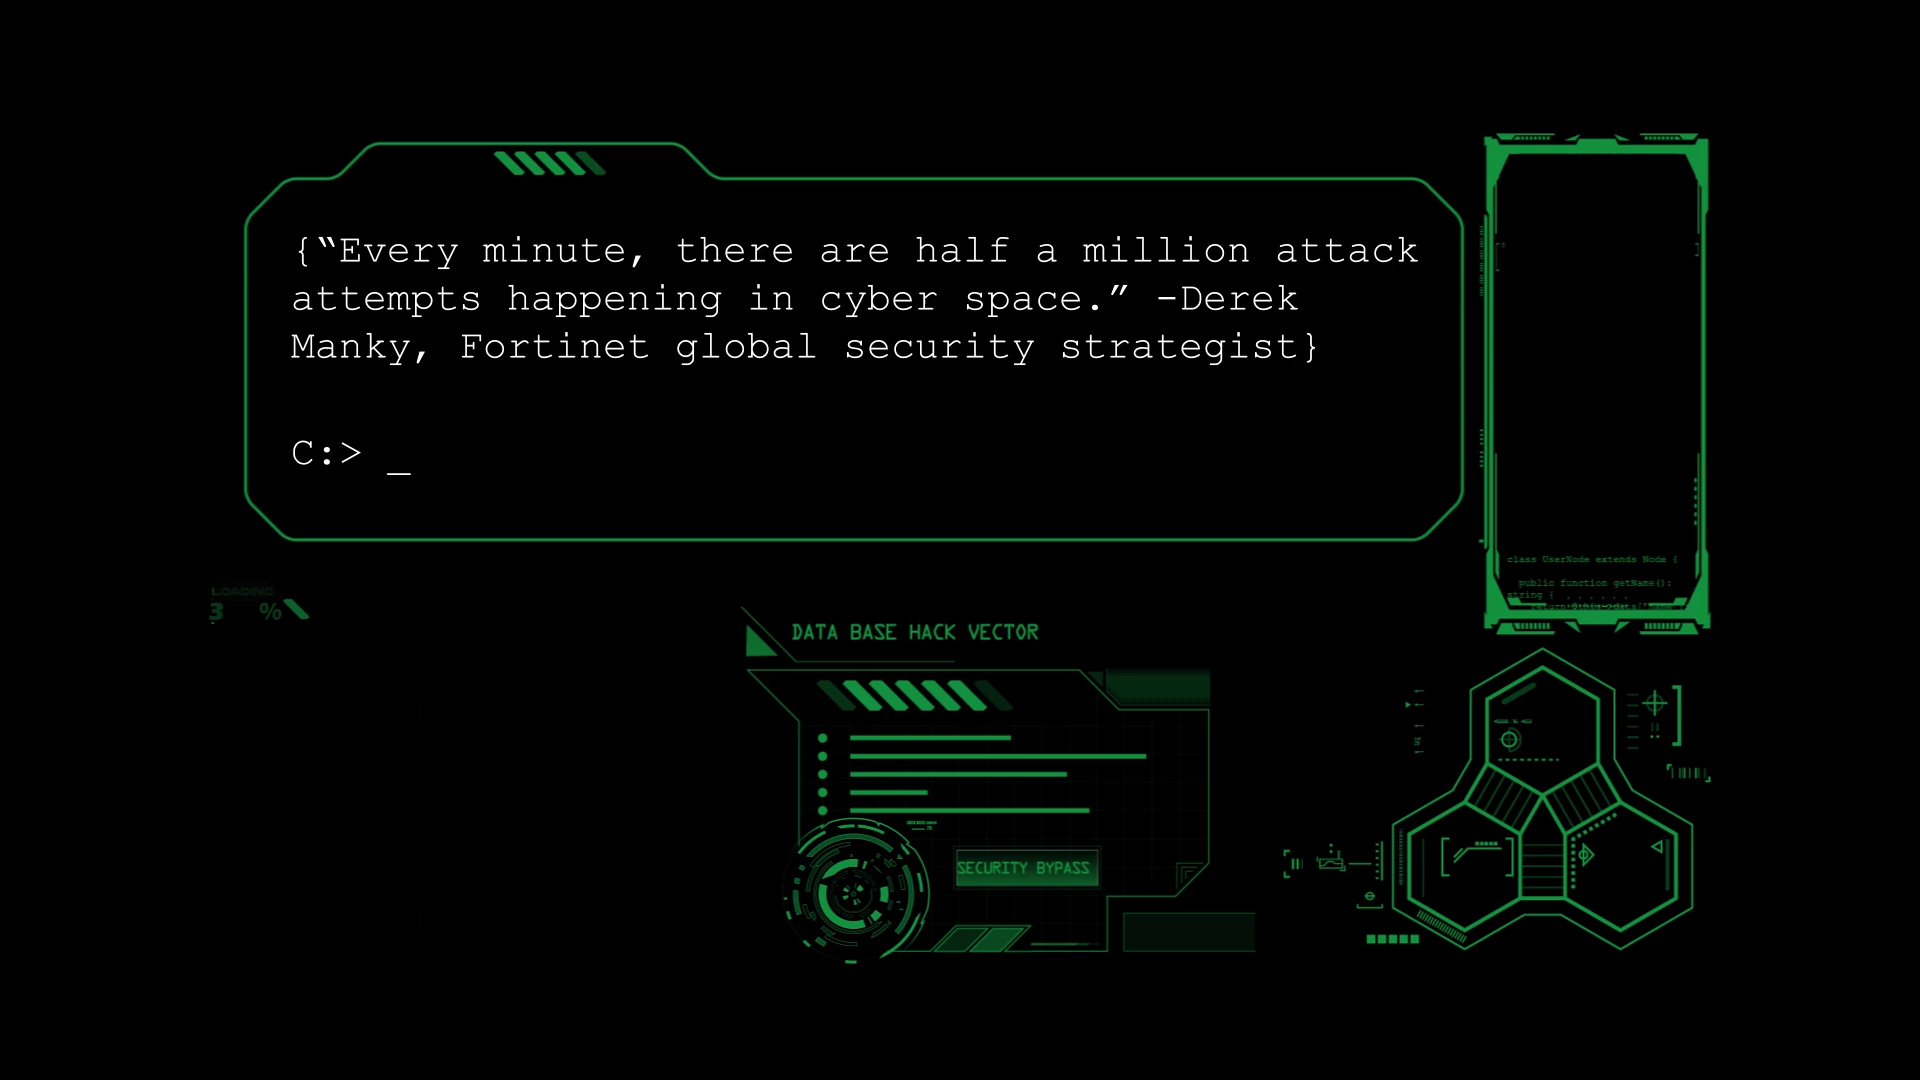 {“Every minute, there are half a million attack
attempts happening in cyber space.” -Derek
Manky, Fortinet global security strategist}
C:> _
class UserNode extends Node {
public function getName():
string {
LOADING
3 %
DATA BASE HACK VECTOR
SECURITY BYPASS